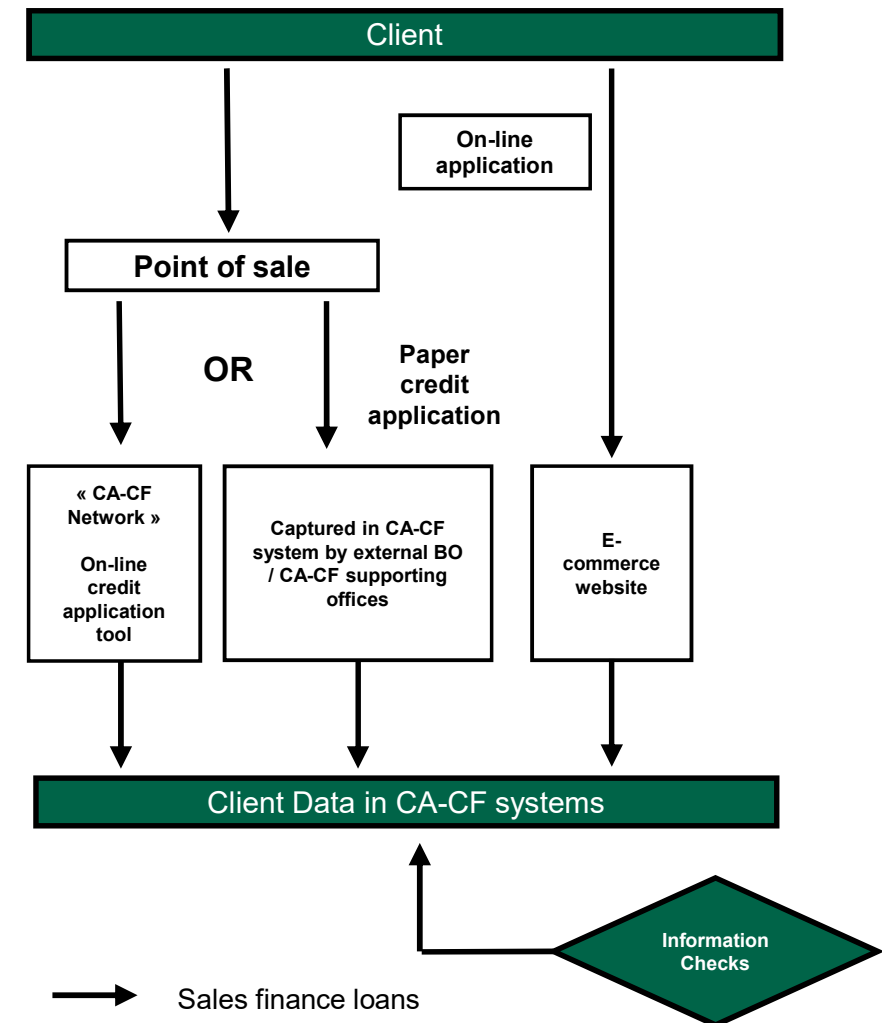 Client
On-line
application
Point of sale
OR
Paper
credit
application
« CA-CF
Network »
On-line
credit
application
tool
Captured in CA-CF
system by external BO
/ CA-CF supporting
offices
E-
commerce
website
Client Data in CA-CF systems
Information
Checks
Sales finance loans